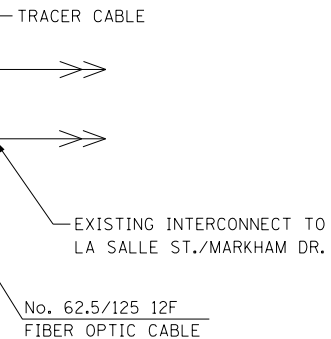 TRACER CABLE
EXISTING INTERCONNECT TO
LA SALLE ST./MARKHAM DR.
No. 62.5/125 12F
FIBER OPTIC CABLE